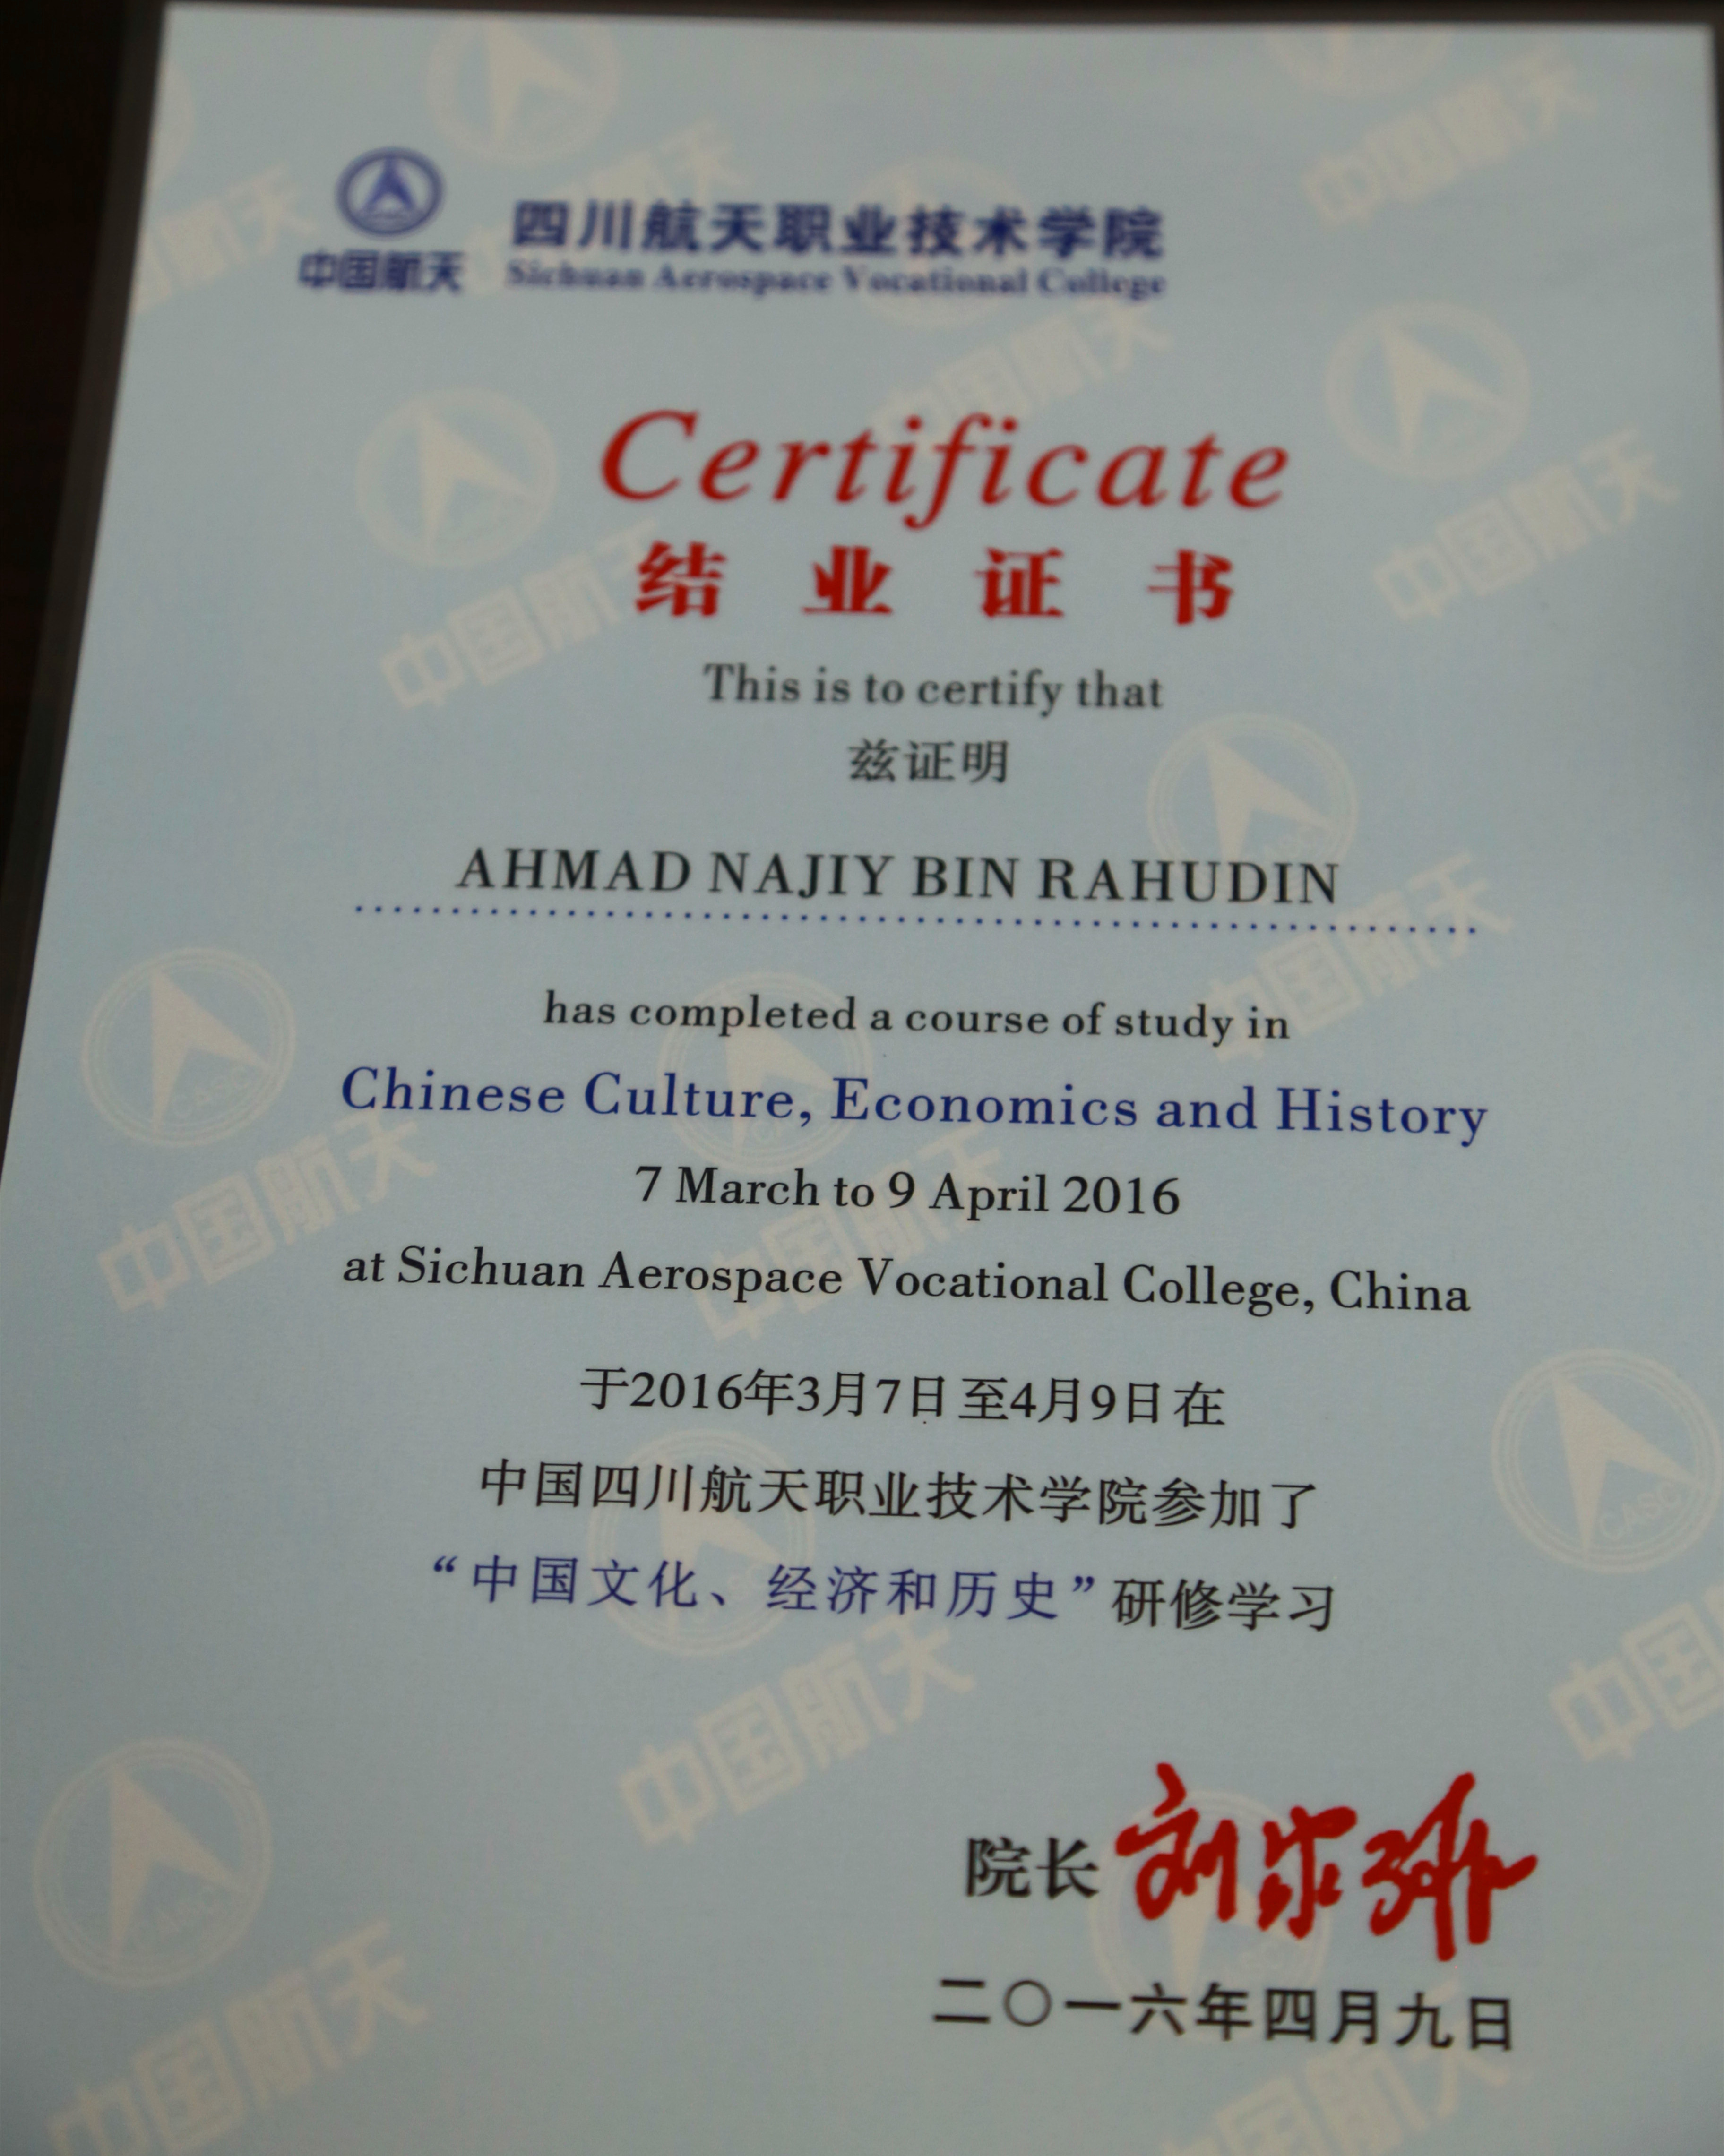 中国航天
四川航天职业技术学院
Sichuan Aerospace Vocational College
Certificate
结业证书
This is to certify that
兹证明
AHMAD NAJIY BIN RAHUDIN
has completed a course of study in
Chinese Culture, Economics and History
7 March to 9 April 2016
at Sichuan Aerospace Vocational College, China
于2016年3月7日至4月9日在
中国四川航天职业技术学院参加了
“中国文化、经济和历史”研修学习
院长
二〇一六年四月九日